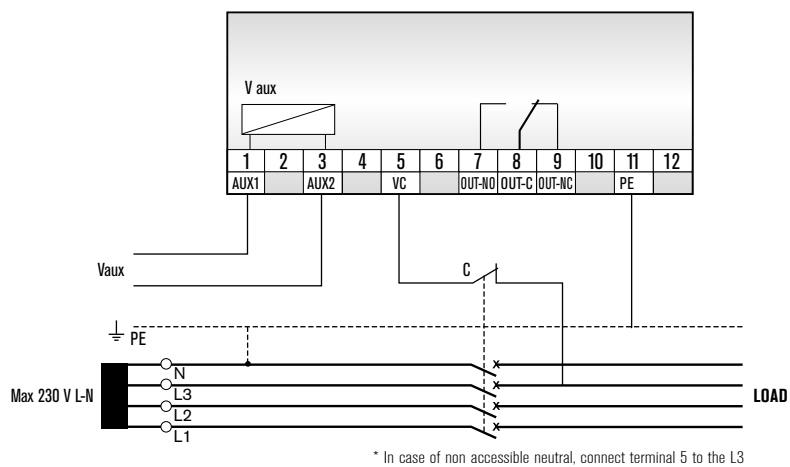 V aux
1 2 3 4 5 6 7 8 9 10 11 12
AUX1 AUX2 VC OUT-NO OUT-C OUT-NC PE
Vaux
C
PE
N
Max 230 V L-N
L3
LOAD
L2
L1
* In case of non accessible neutral, connect terminal 5 to the L3